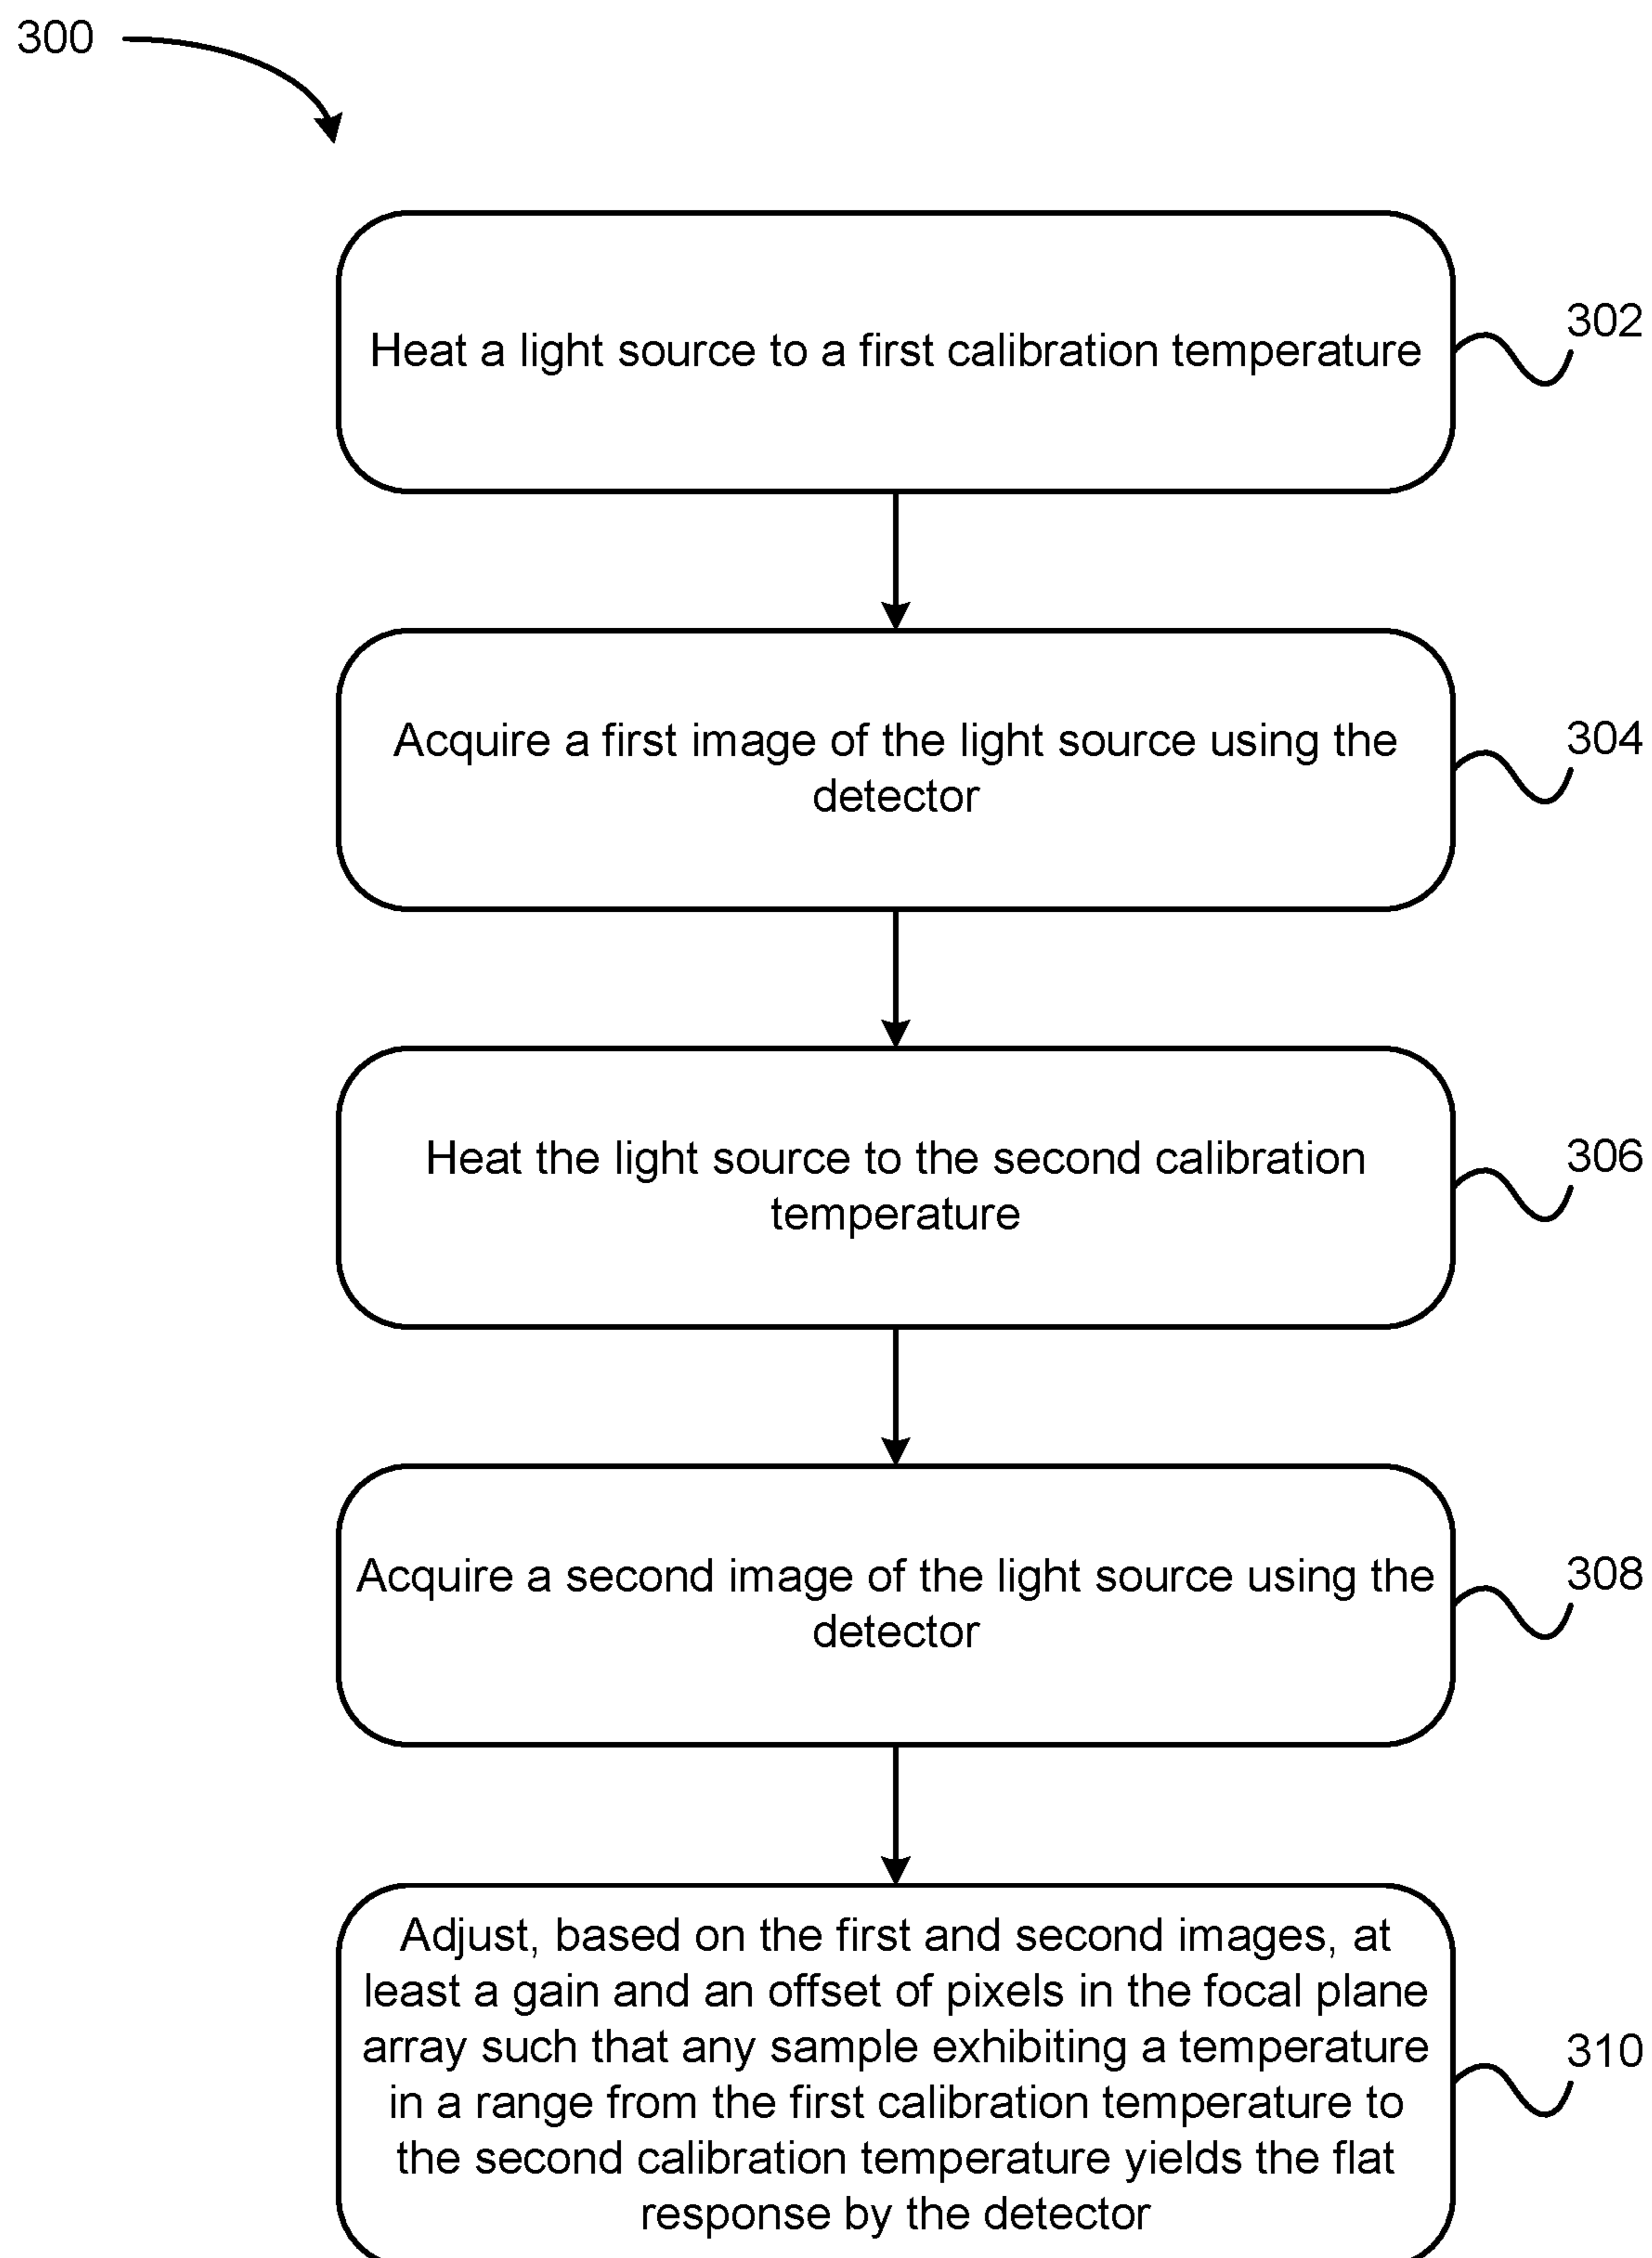 300
Heat a light source to a first calibration temperature
302
Acquire a first image of the light source using the
detector
304
Heat the light source to the second calibration
temperature
306
Acquire a second image of the light source using the
detector
308
Adjust, based on the first and second images, at
least a gain and an offset of pixels in the focal plane
array such that any sample exhibiting a temperature
in a range from the first calibration temperature to
the second calibration temperature yields the flat
response by the detector
310